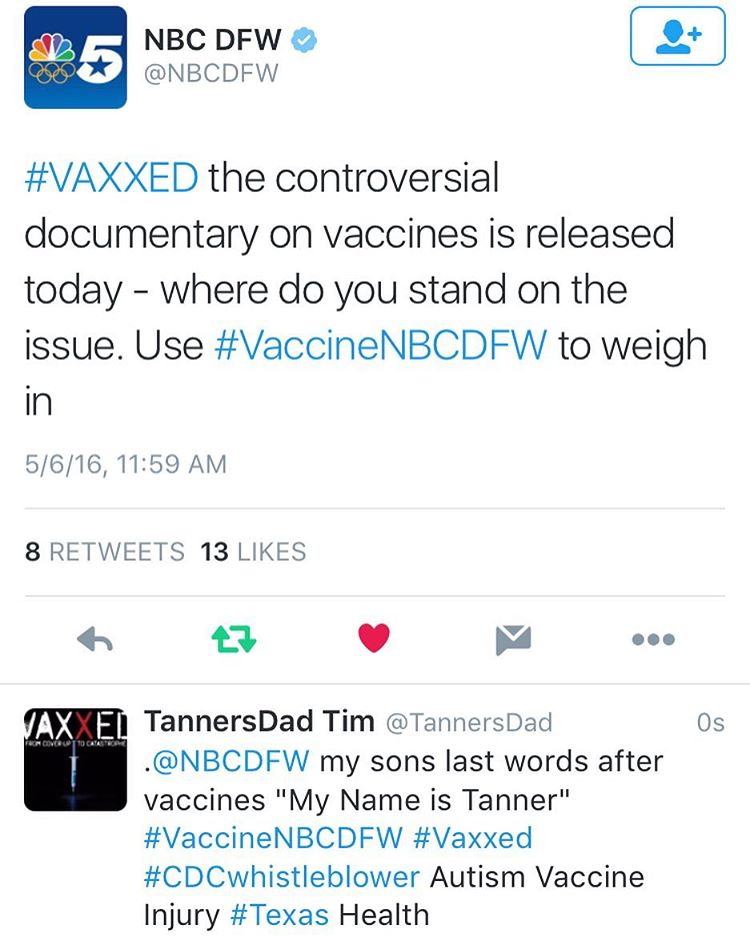 5
NBC DFW
@NBCDFW
#VAXXED the controversial
documentary on vaccines is released
today - where do you stand on the
issue. Use #VaccineNBCDFW to weigh
in
5/6/16, 11:59 AM
8 RETWEETS 13 LIKES
VAXXED
FROM COVER-UP TO CATASTROPHE
TannersDad Tim @TannersDad 0s
.@NBCDFW my sons last words after
vaccines "My Name is Tanner"
#VaccineNBCDFW #Vaxxed
#CDCwhistleblower Autism Vaccine
Injury #Texas Health